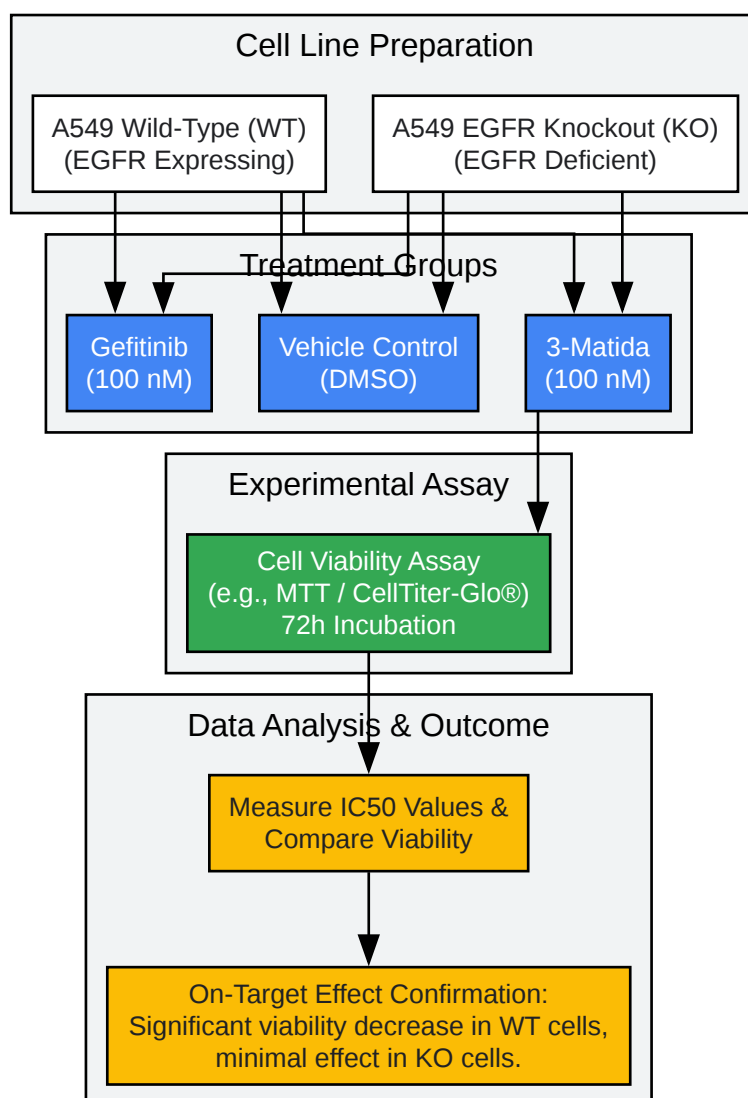 Cell Line Preparation
A549 Wild-Type (WT)
(EGFR Expressing)
A549 EGFR Knockout (KO)
(EGFR Deficient)
Treatment Groups
Gefitinib
(100 nM)
Vehicle Control
(DMSO)
3-Matida
(100 nM)
Experimental Assay
Cell Viability Assay
(e.g., MTT / CellTiter-Glo®)
72h Incubation
Data Analysis & Outcome
Measure IC50 Values &
Compare Viability
On-Target Effect Confirmation:
Significant viability decrease in WT cells,
minimal effect in KO cells.